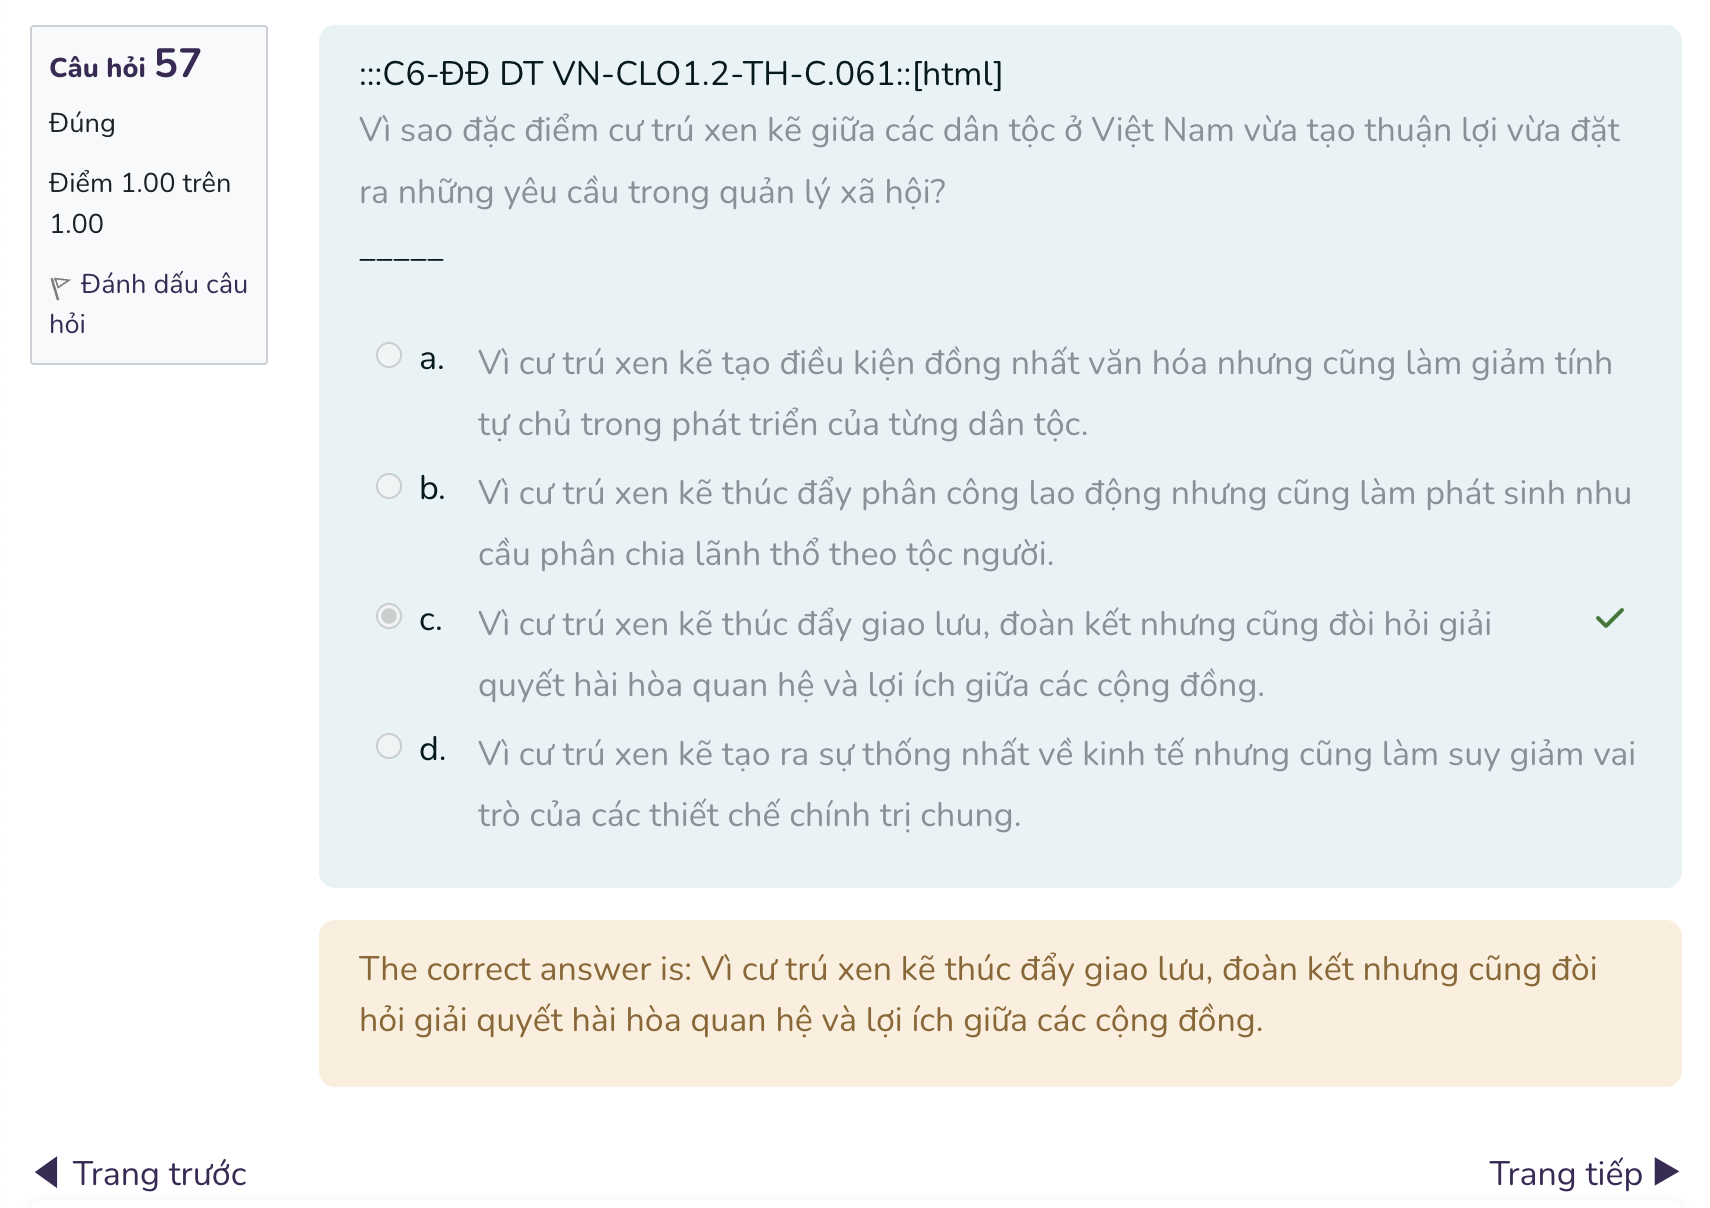 Câu hỏi 57
Đúng
Điểm 1.00 trên
1.00
Đánh dấu câu
hỏi
:::C6-ĐĐ DT VN-CLO1.2-TH-C.061::[html]
Vì sao đặc điểm cư trú xen kẽ giữa các dân tộc ở Việt Nam vừa tạo thuận lợi vừa đặt
ra những yêu cầu trong quản lý xã hội?
_____
a. Vì cư trú xen kẽ tạo điều kiện đồng nhất văn hóa nhưng cũng làm giảm tính
tự chủ trong phát triển của từng dân tộc.
b. Vì cư trú xen kẽ thúc đẩy phân công lao động nhưng cũng làm phát sinh nhu
cầu phân chia lãnh thổ theo tộc người.
c. Vì cư trú xen kẽ thúc đẩy giao lưu, đoàn kết nhưng cũng đòi hỏi giải
quyết hài hòa quan hệ và lợi ích giữa các cộng đồng.
d. Vì cư trú xen kẽ tạo ra sự thống nhất về kinh tế nhưng cũng làm suy giảm vai
trò của các thiết chế chính trị chung.
The correct answer is: Vì cư trú xen kẽ thúc đẩy giao lưu, đoàn kết nhưng cũng đòi
hỏi giải quyết hài hòa quan hệ và lợi ích giữa các cộng đồng.
Trang trước
Trang tiếp